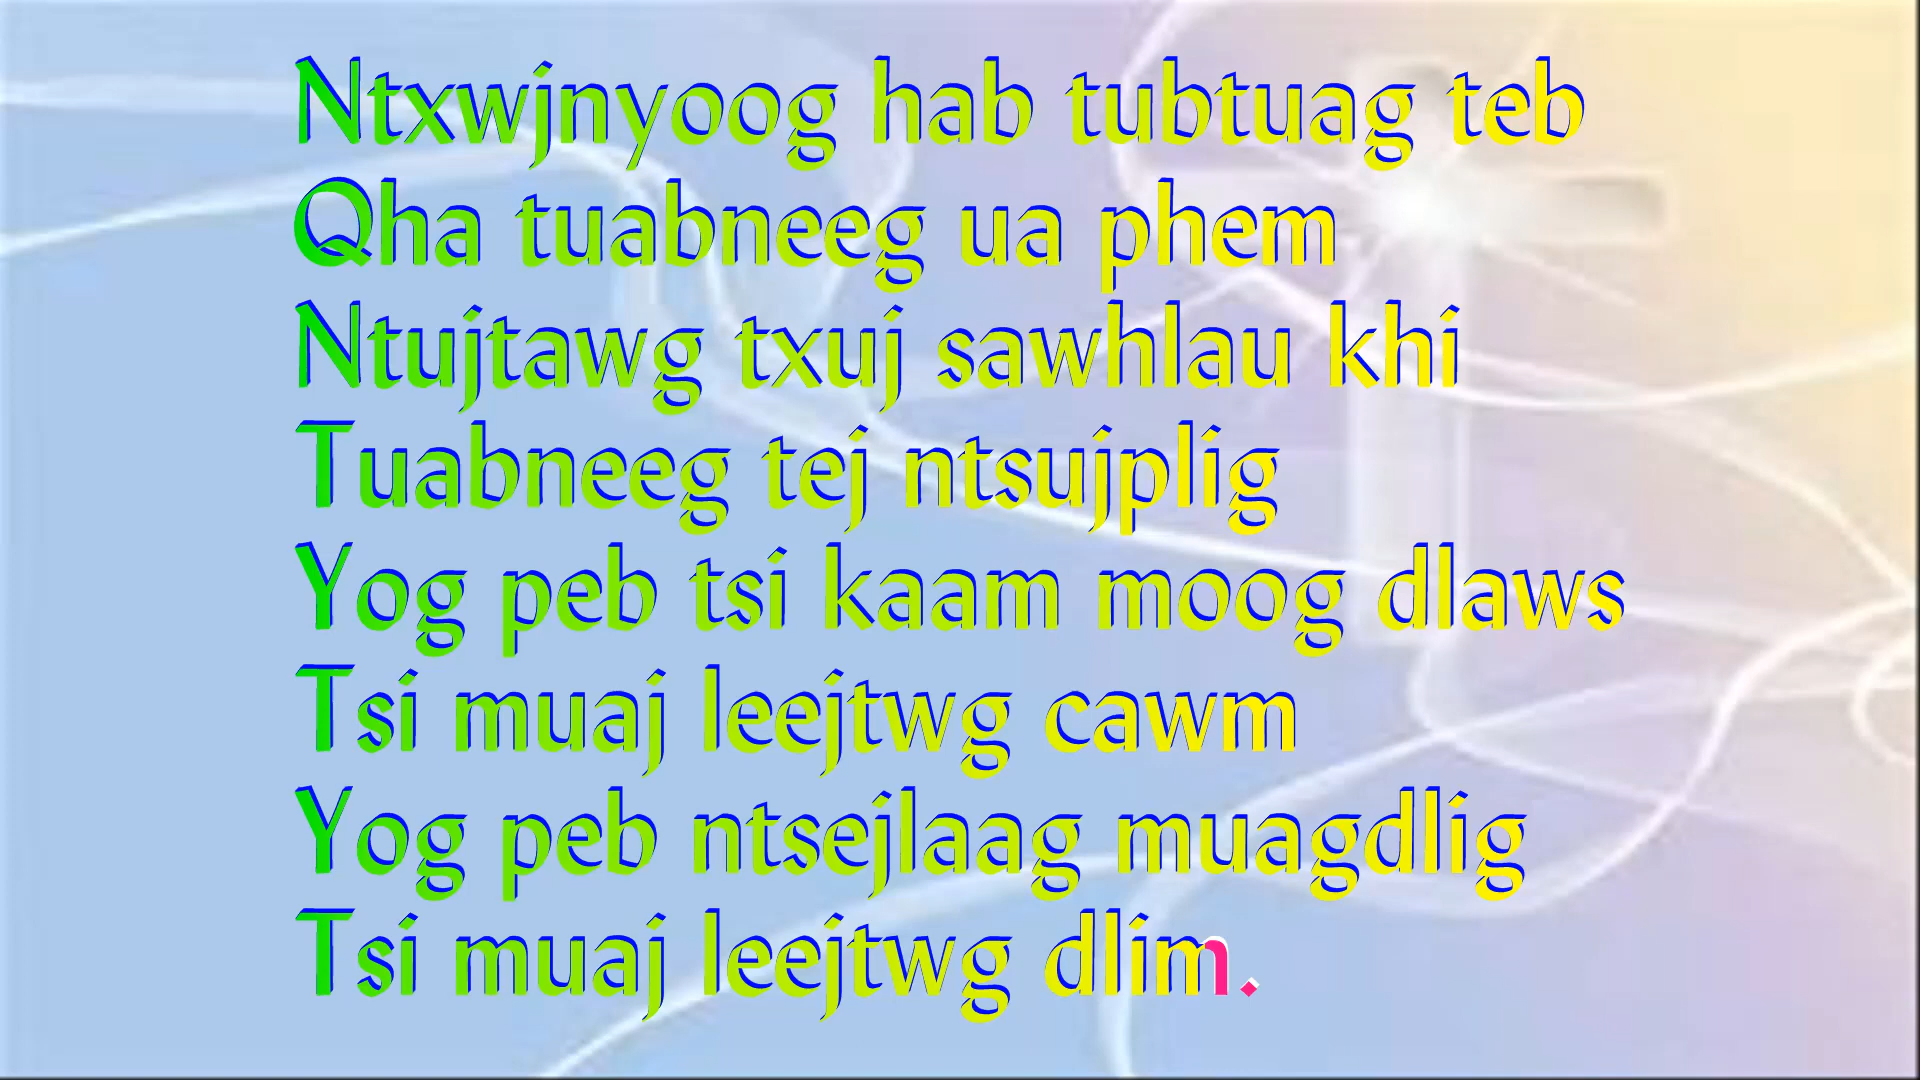 Ntxwjnyoog hab tubtuag teb
Qha tuabneeg ua phem
Ntujtawg txuj sawhlau khi
Tuabneeg tej ntsujplig
Yog peb tsi kaam moog dlaws
Tsi muaj leejtwg cawm
Yog peb ntsejlaag muagdlig
Tsi muaj leejtwg dlim.